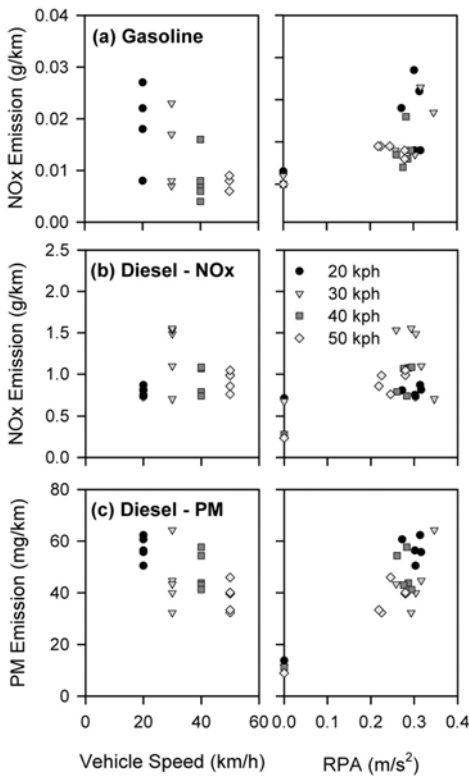 (a) Gasoline
NOx Emission (g/km)
0.04
0.03
0.02
0.01
0.00
(b) Diesel - NOx
NOx Emission (g/km)
2.5
2.0
1.5
1.0
0.5
0.0
20 kph
30 kph
40 kph
50 kph
(c) Diesel - PM
PM Emission (mg/km)
80
60
40
20
0
0 20 40 60
0.0 0.1 0.2 0.3 0.4
Vehicle Speed (km/h)
RPA (m/s²)